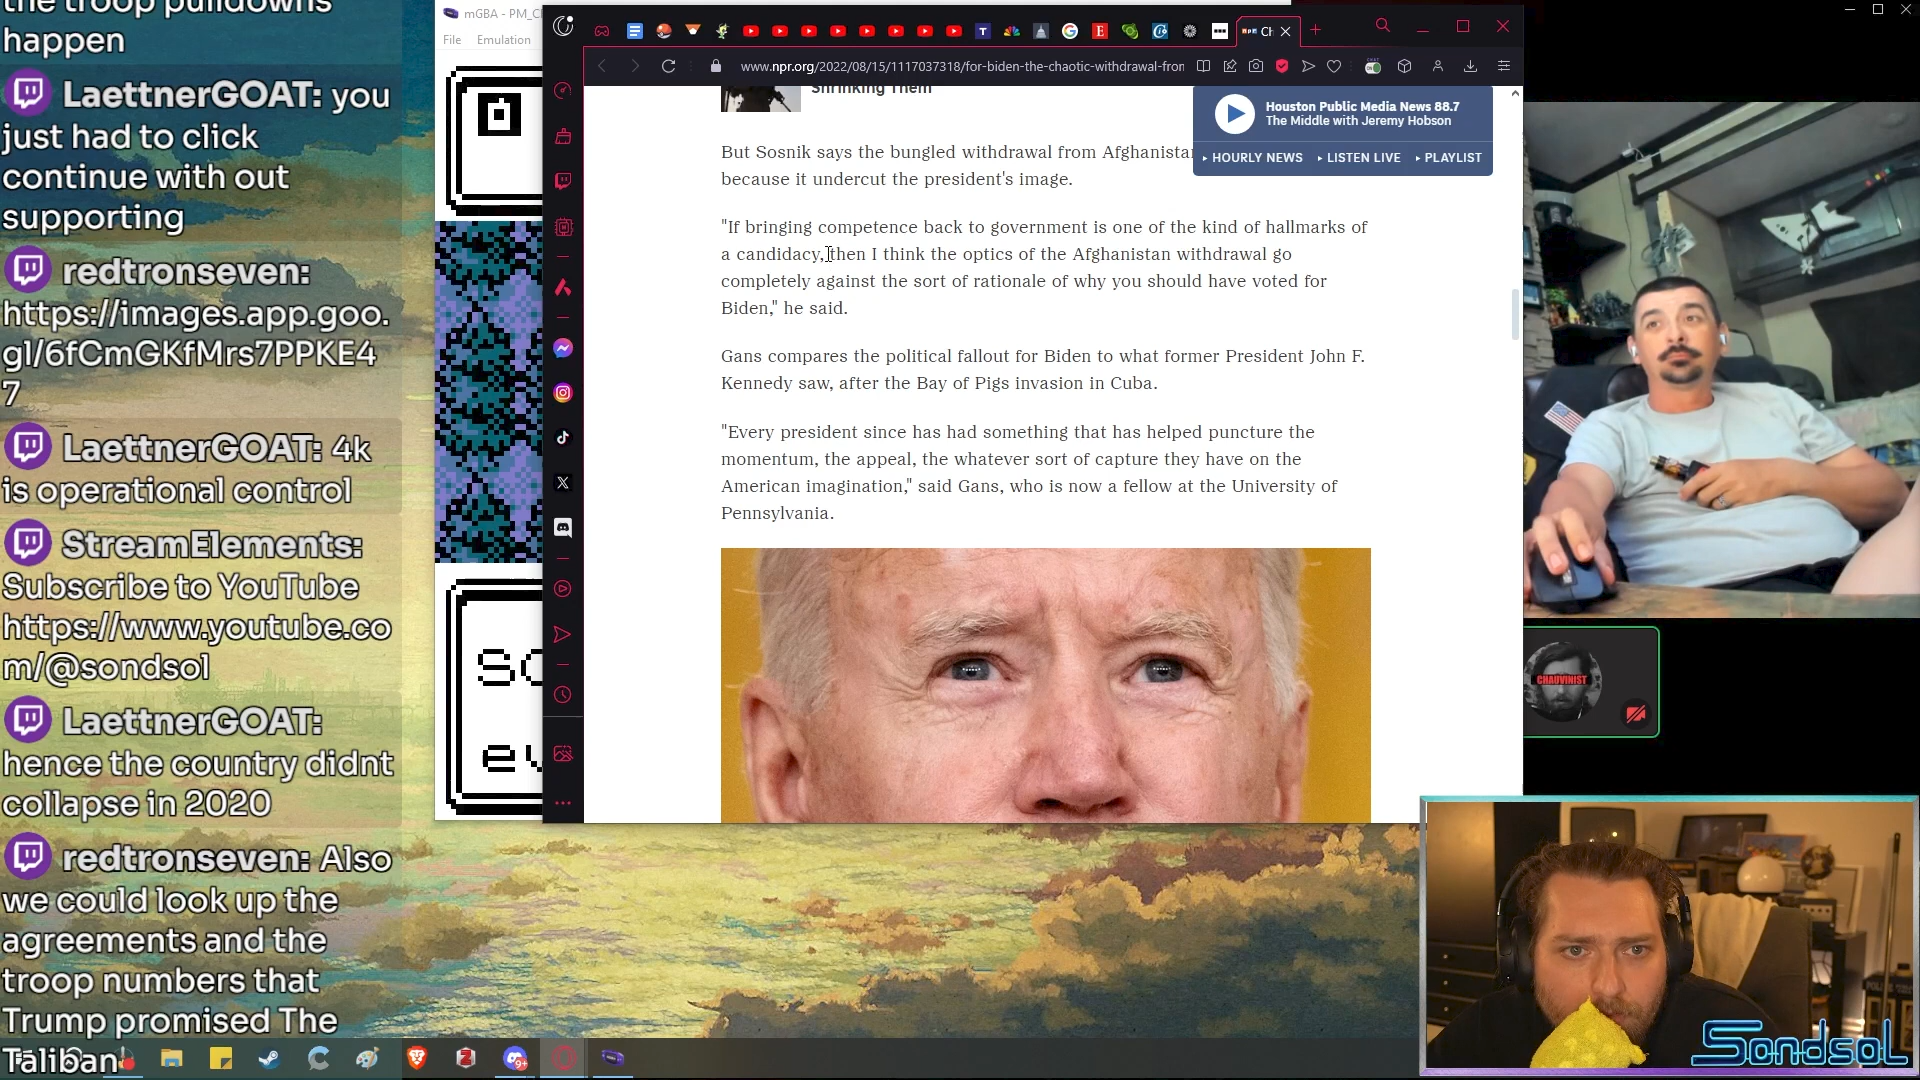 the troop pulldowns
happen
LaettnerGOAT: you
just had to click
continue with out
supporting
redtronseven:
https://images.app.goo.
gl/6fCmGKfMrs7PPKE4
7
LaettnerGOAT: 4k
is operational control
StreamElements:
Subscribe to YouTube
https://www.youtube.co
m/@sondsol
LaettnerGOAT:
hence the country didnt
collapse in 2020
redtronseven: Also
we could look up the
agreements and the
troop numbers that
Trump promised The
Taliban
mGBA - PM_C
File Emulation
so
ev
www.npr.org/2022/08/15/1117037318/for-biden-the-chaotic-withdrawal-fron
Shrinking Them
Houston Public Media News 88.7
The Middle with Jeremy Hobson
HOURLY NEWS LISTEN LIVE PLAYLIST
But Sosnik says the bungled withdrawal from Afghanistan
because it undercut the president's image.
"If bringing competence back to government is one of the kind of hallmarks of
a candidacy, then I think the optics of the Afghanistan withdrawal go
completely against the sort of rationale of why you should have voted for
Biden," he said.
Gans compares the political fallout for Biden to what former President John F.
Kennedy saw, after the Bay of Pigs invasion in Cuba.
"Every president since has had something that has helped puncture the
momentum, the appeal, the whatever sort of capture they have on the
American imagination," said Gans, who is now a fellow at the University of
Pennsylvania.
CHAUVINIST
Sondsol